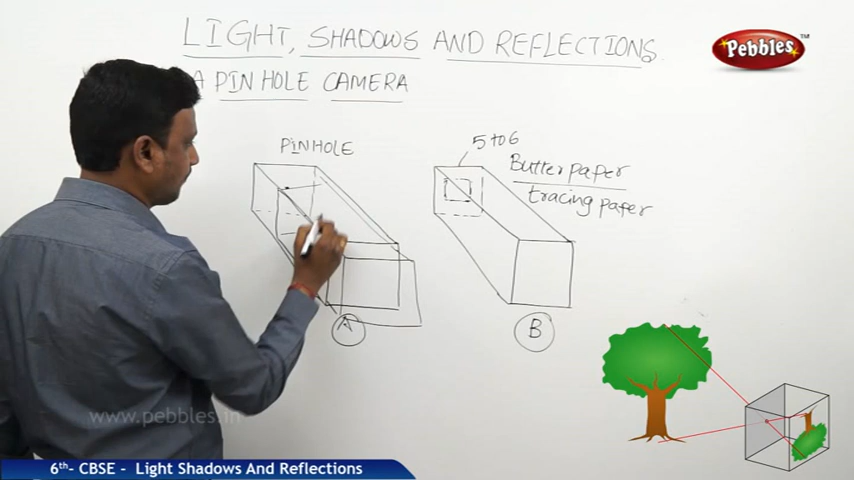 LIGHT, SHADOWS AND REFLECTIONS
Pebbles™
A PINHOLE CAMERA
PINHOLE
5 to 6
Butter paper
tracing paper
A
B
www.pebbles.in
6th- CBSE - Light Shadows And Reflections